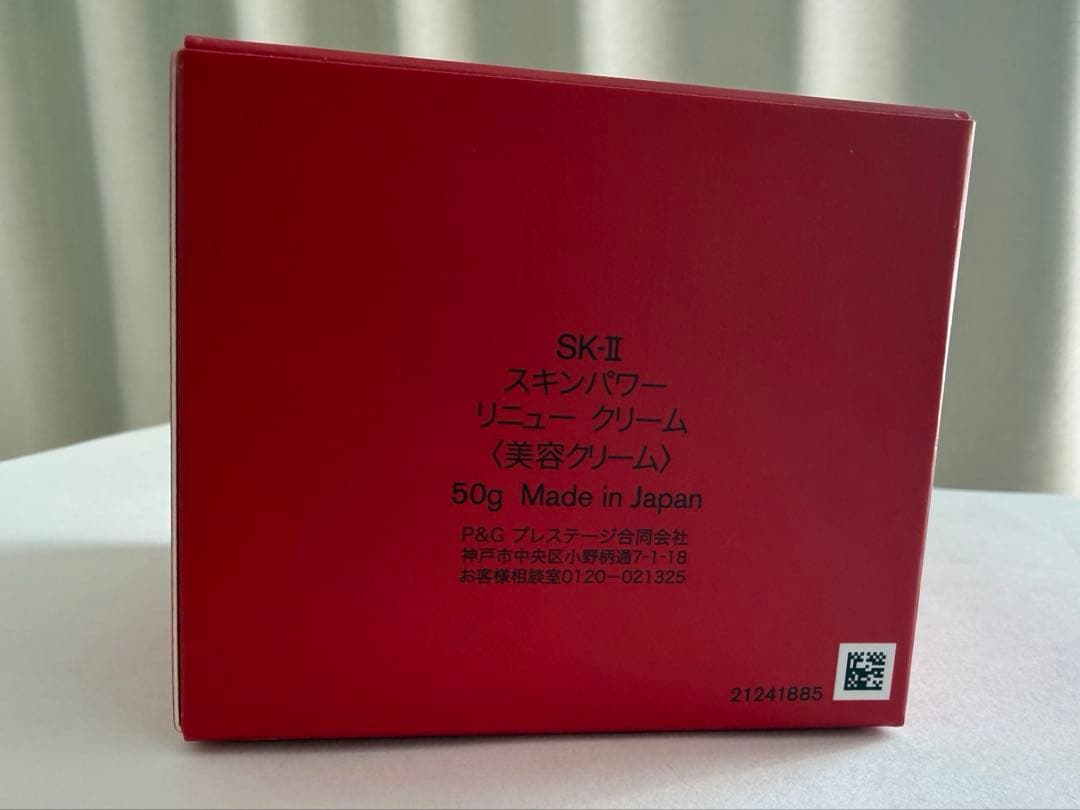 SK-Ⅱ
スキンパワー
リニュー クリーム
〈美容クリーム〉
50g Made in Japan
P&G プレステージ合同会社
神戸市中央区小野柄通7-1-18
お客様相談室0120-021325
21241885